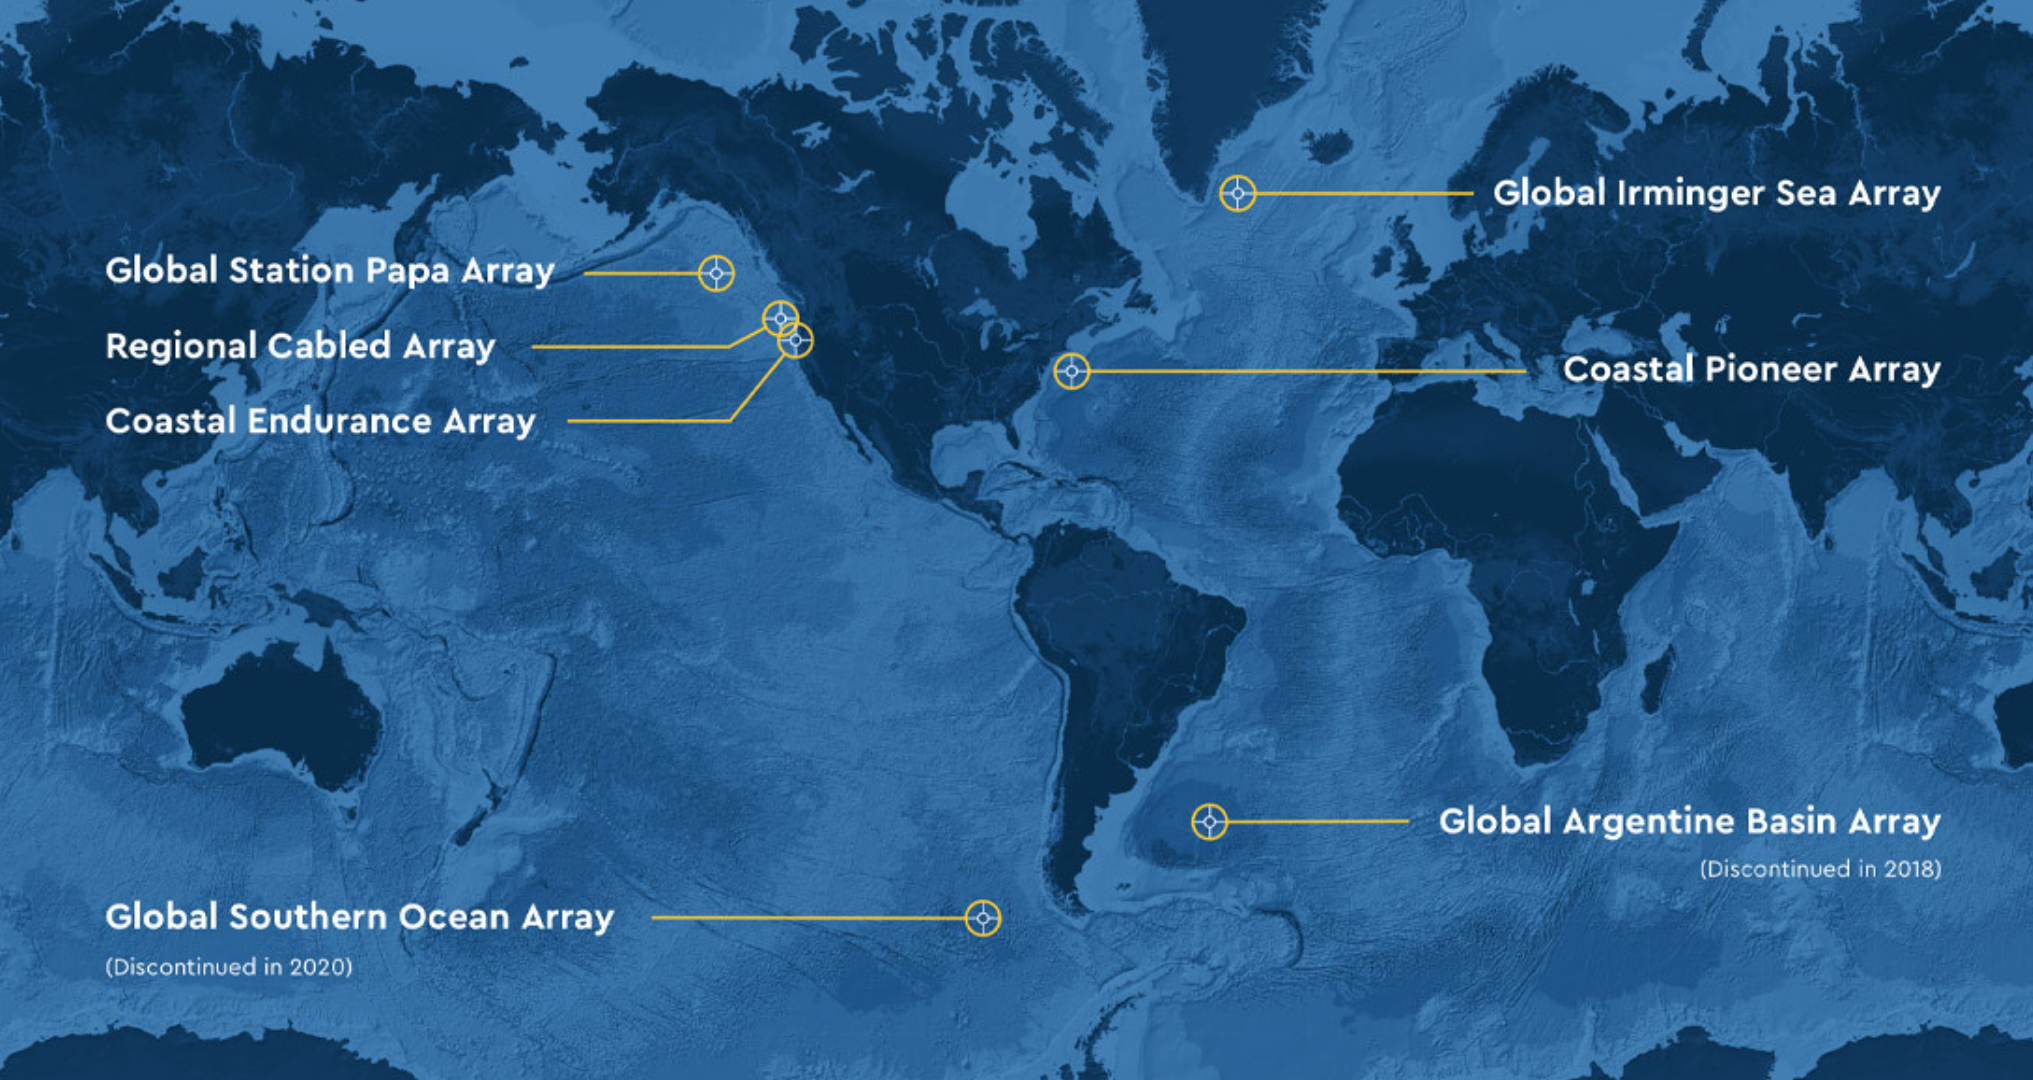 Global Irminger Sea Array
Global Station Papa Array
Regional Cabled Array
Coastal Pioneer Array
Coastal Endurance Array
Global Argentine Basin Array
(Discontinued in 2018)
Global Southern Ocean Array
(Discontinued in 2020)